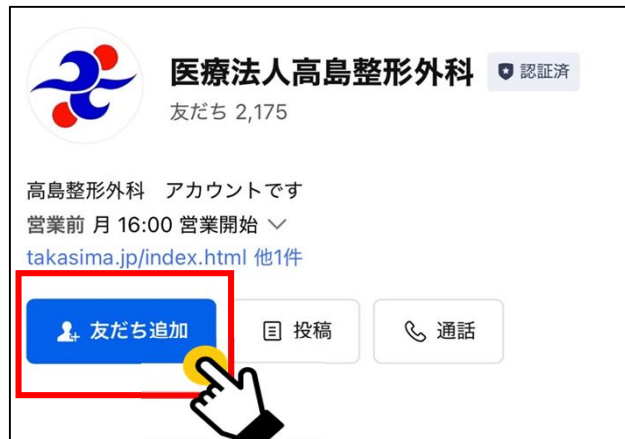 医療法人高島整形外科 認証済
友だち 2,175
高島整形外科　アカウントです
営業前 月 16:00 営業開始
takasima.jp/index.html 他1件
友だち追加 投稿 通話